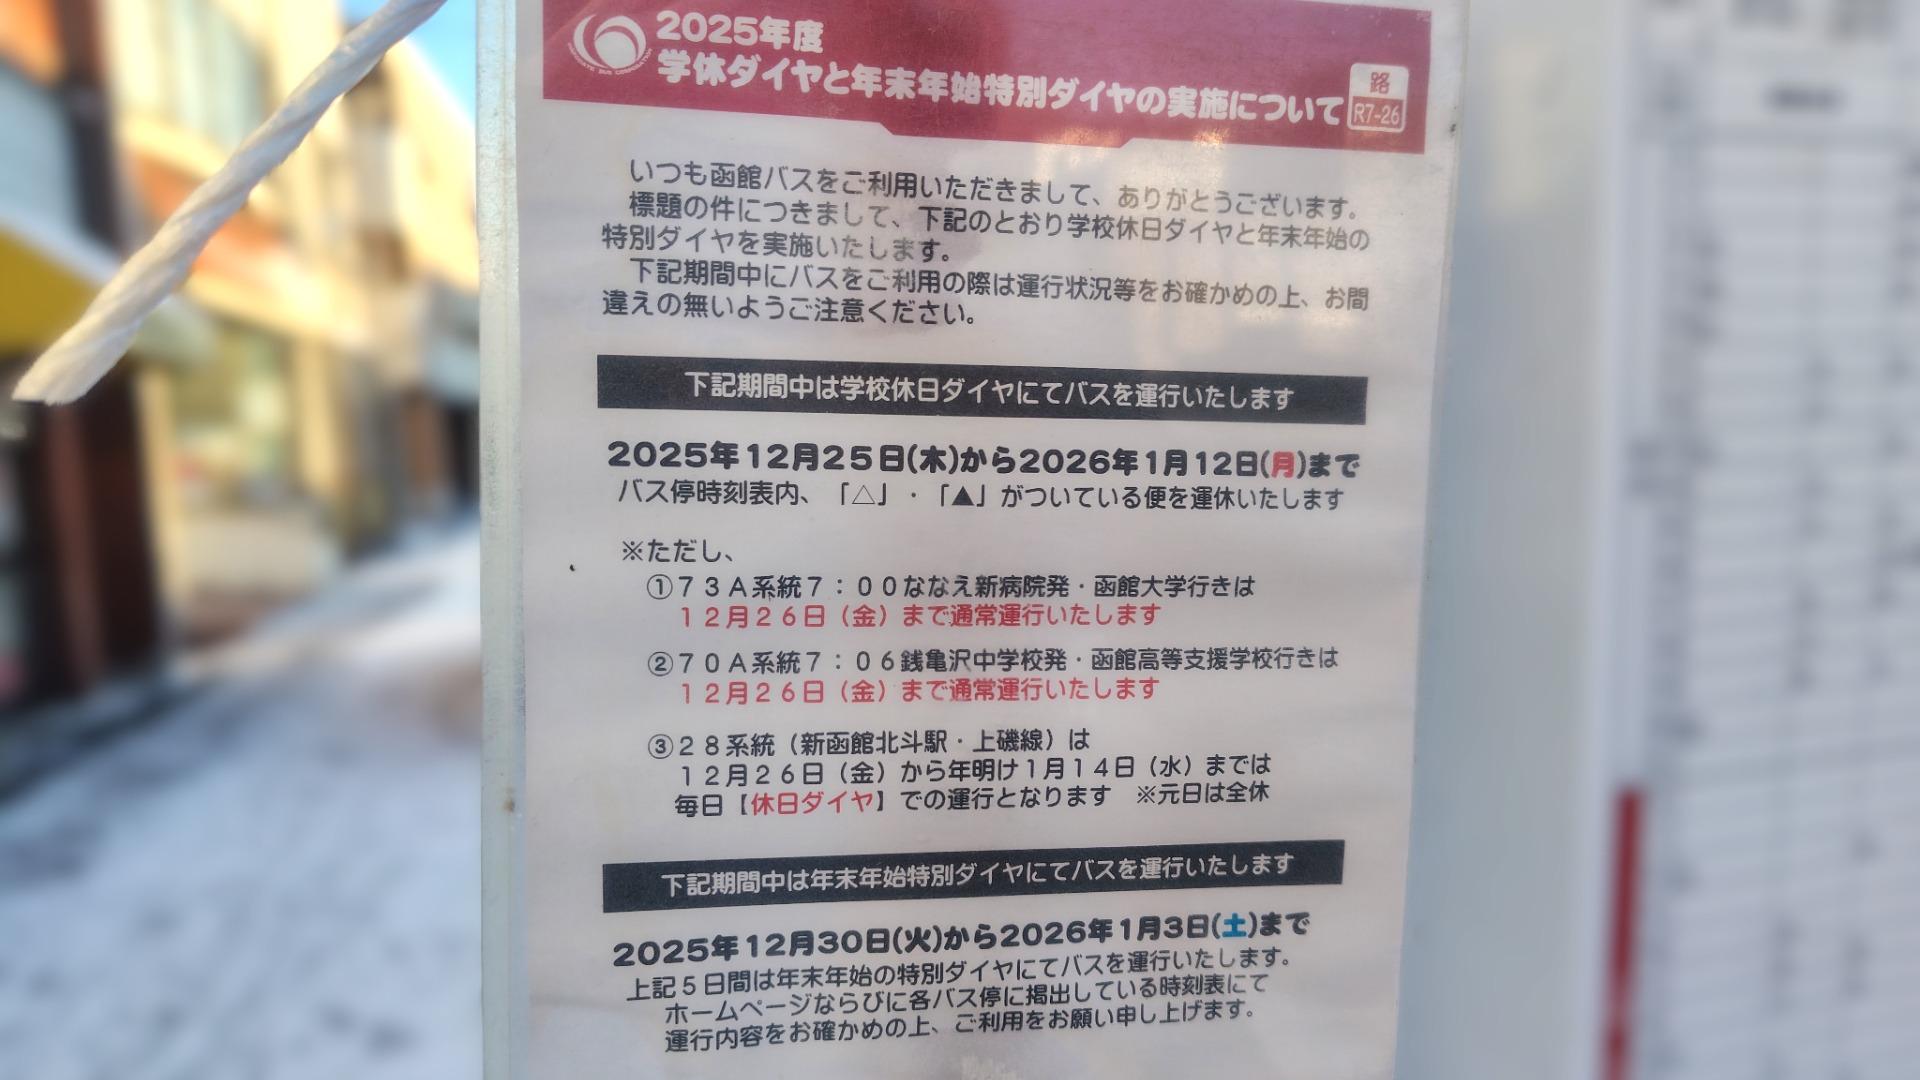 2025年度
学休ダイヤと年末年始特別ダイヤの実施について
路
R7-26
いつも函館バスをご利用いただきまして、ありがとうございます。
標題の件につきまして、下記のとおり学校休日ダイヤと年末年始の
特別ダイヤを実施いたします。
下記期間中にバスをご利用の際は運行状況等をお確かめの上、お間
違えの無いようご注意ください。
下記期間中は学校休日ダイヤにてバスを運行いたします
2025年12月25日(木)から2026年1月12日(月)まで
バス停時刻表内、「△」・「▲」がついている便を運休いたします
※ただし、
①73A系統7：00ななえ新病院発・函館大学行きは
12月26日（金）まで通常運行いたします
②70A系統7：06銭亀沢中学校発・函館高等支援学校行きは
12月26日（金）まで通常運行いたします
③28系統（新函館北斗駅・上磯線）は
12月26日（金）から年明け1月14日（水）までは
毎日【休日ダイヤ】での運行となります　※元日は全休
下記期間中は年末年始特別ダイヤにてバスを運行いたします
2025年12月30日(火)から2026年1月3日(土)まで
上記5日間は年末年始の特別ダイヤにてバスを運行いたします。
ホームページならびに各バス停に掲出している時刻表にて
運行内容をお確かめの上、ご利用をお願い申し上げます。